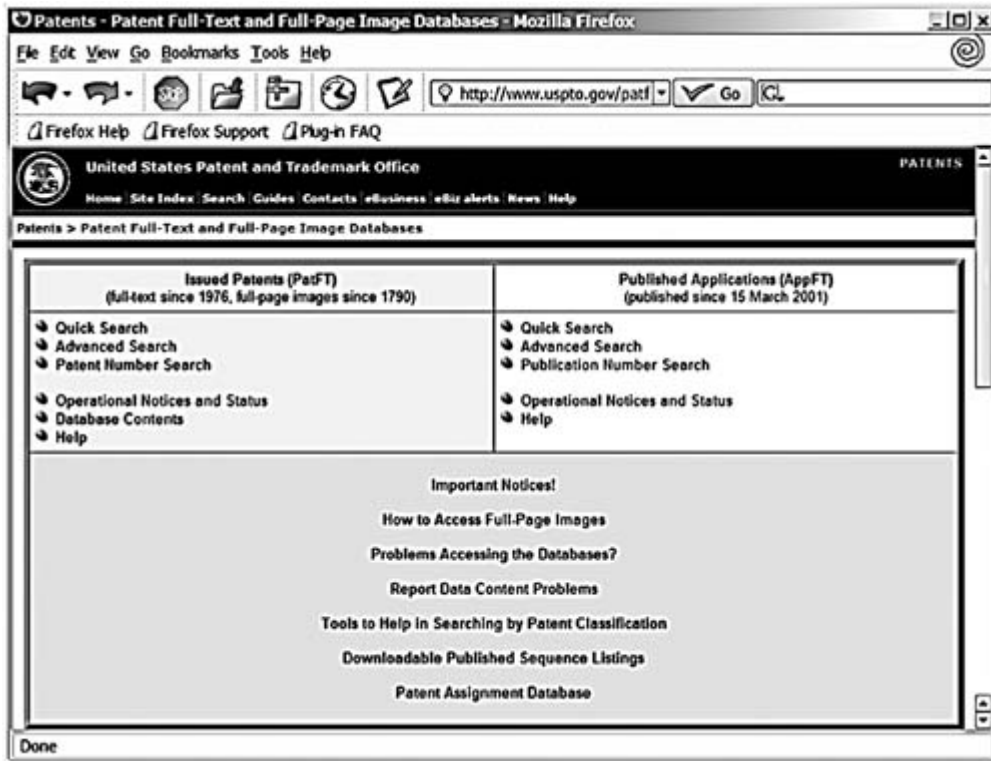 Patents - Patent Full-Text and Full-Page Image Databases - Mozilla Firefox
File Edit View Go Bookmarks Tools Help
http://www.uspto.gov/patf Go
Firefox Help Firefox Support Plug-in FAQ
United States Patent and Trademark Office PATENTS
Home Site Index Search Guides Contacts eBusiness eBiz alerts News Help
Patents > Patent Full-Text and Full-Page Image Databases
Issued Patents (PatFT)
(full-text since 1976, full-page images since 1790)
Quick Search
Advanced Search
Patent Number Search
Operational Notices and Status
Database Contents
Help
Published Applications (AppFT)
(published since 15 March 2001)
Quick Search
Advanced Search
Publication Number Search
Operational Notices and Status
Help
Important Notices!
How to Access Full-Page Images
Problems Accessing the Databases?
Report Data Content Problems
Tools to Help in Searching by Patent Classification
Downloadable Published Sequence Listings
Patent Assignment Database
Done